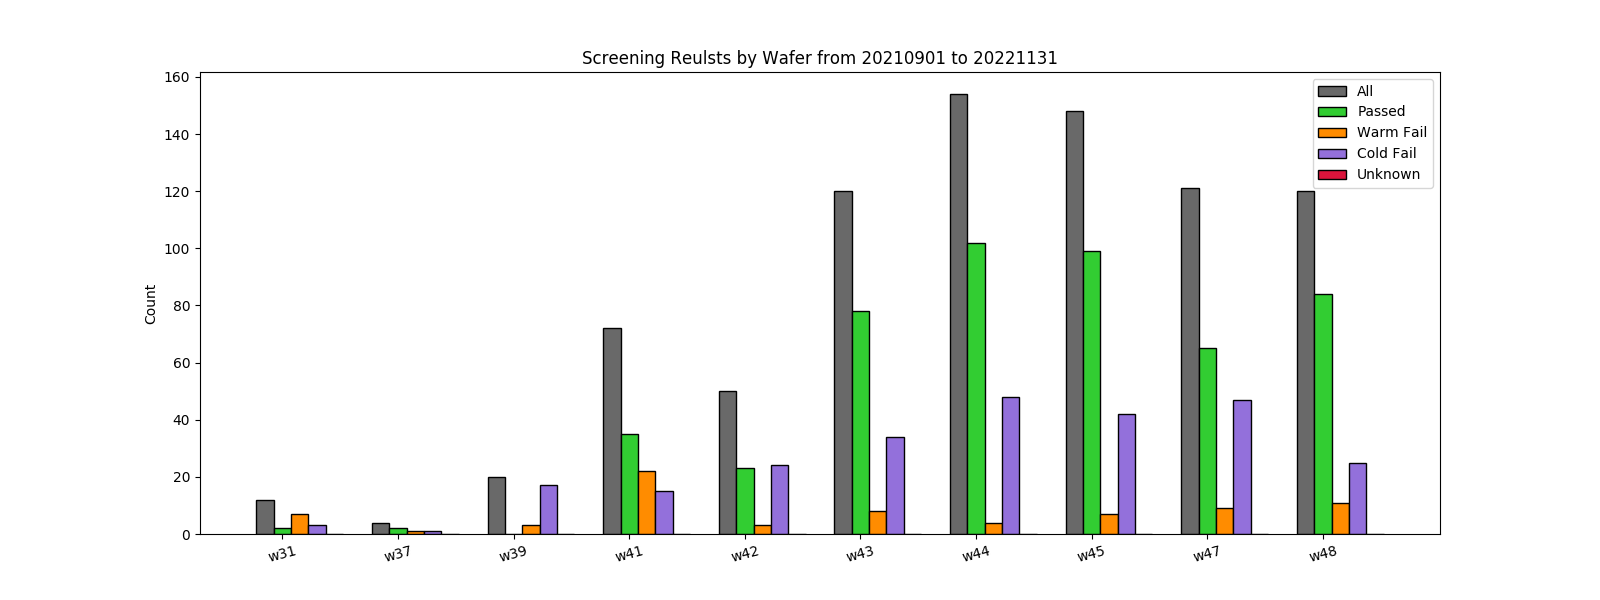 Screening Reulsts by Wafer from 20210901 to 20221131
160
140
120
100
80
60
40
20
0
Count
All
Passed
Warm Fail
Cold Fail
Unknown
w31
w37
w39
w41
w42
w43
w44
w45
w47
w48